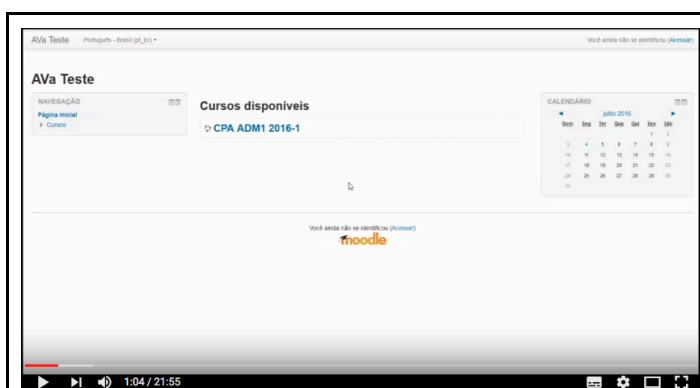 AVa Teste Português - Brasil (pt_br) Você ainda não se identificou (Acessar)
AVa Teste
NAVEGAÇÃO
Página inicial
Cursos
Cursos disponíveis
CPA ADM1 2016-1
CALENDÁRIO
julho 2016
Dom Seg Ter Qua Qui Sex Sáb
1 2
3 4 5 6 7 8 9
10 11 12 13 14 15 16
17 18 19 20 21 22 23
24 25 26 27 28 29 30
31
Você ainda não se identificou (Acessar)
moodle
1:04 / 21:55